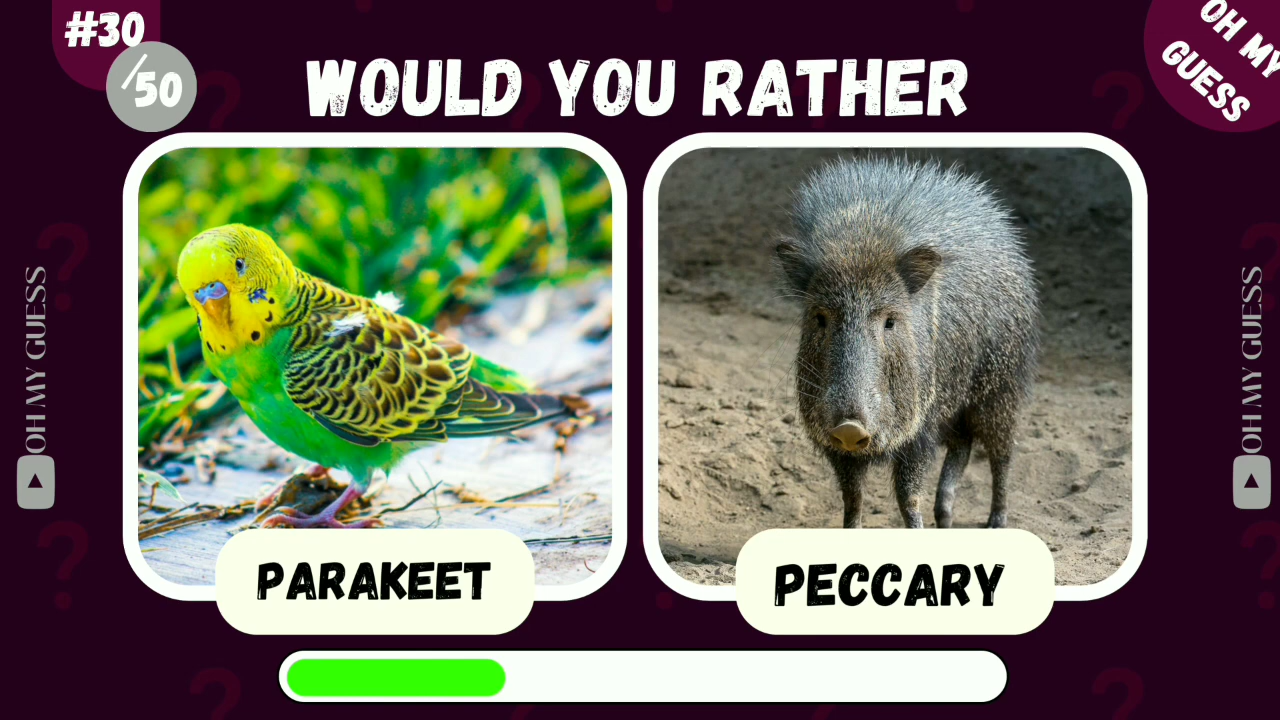 #30
/50
OH MY
GUESS
WOULD YOU RATHER
OH MY GUESS
OH MY GUESS
PARAKEET
PECCARY